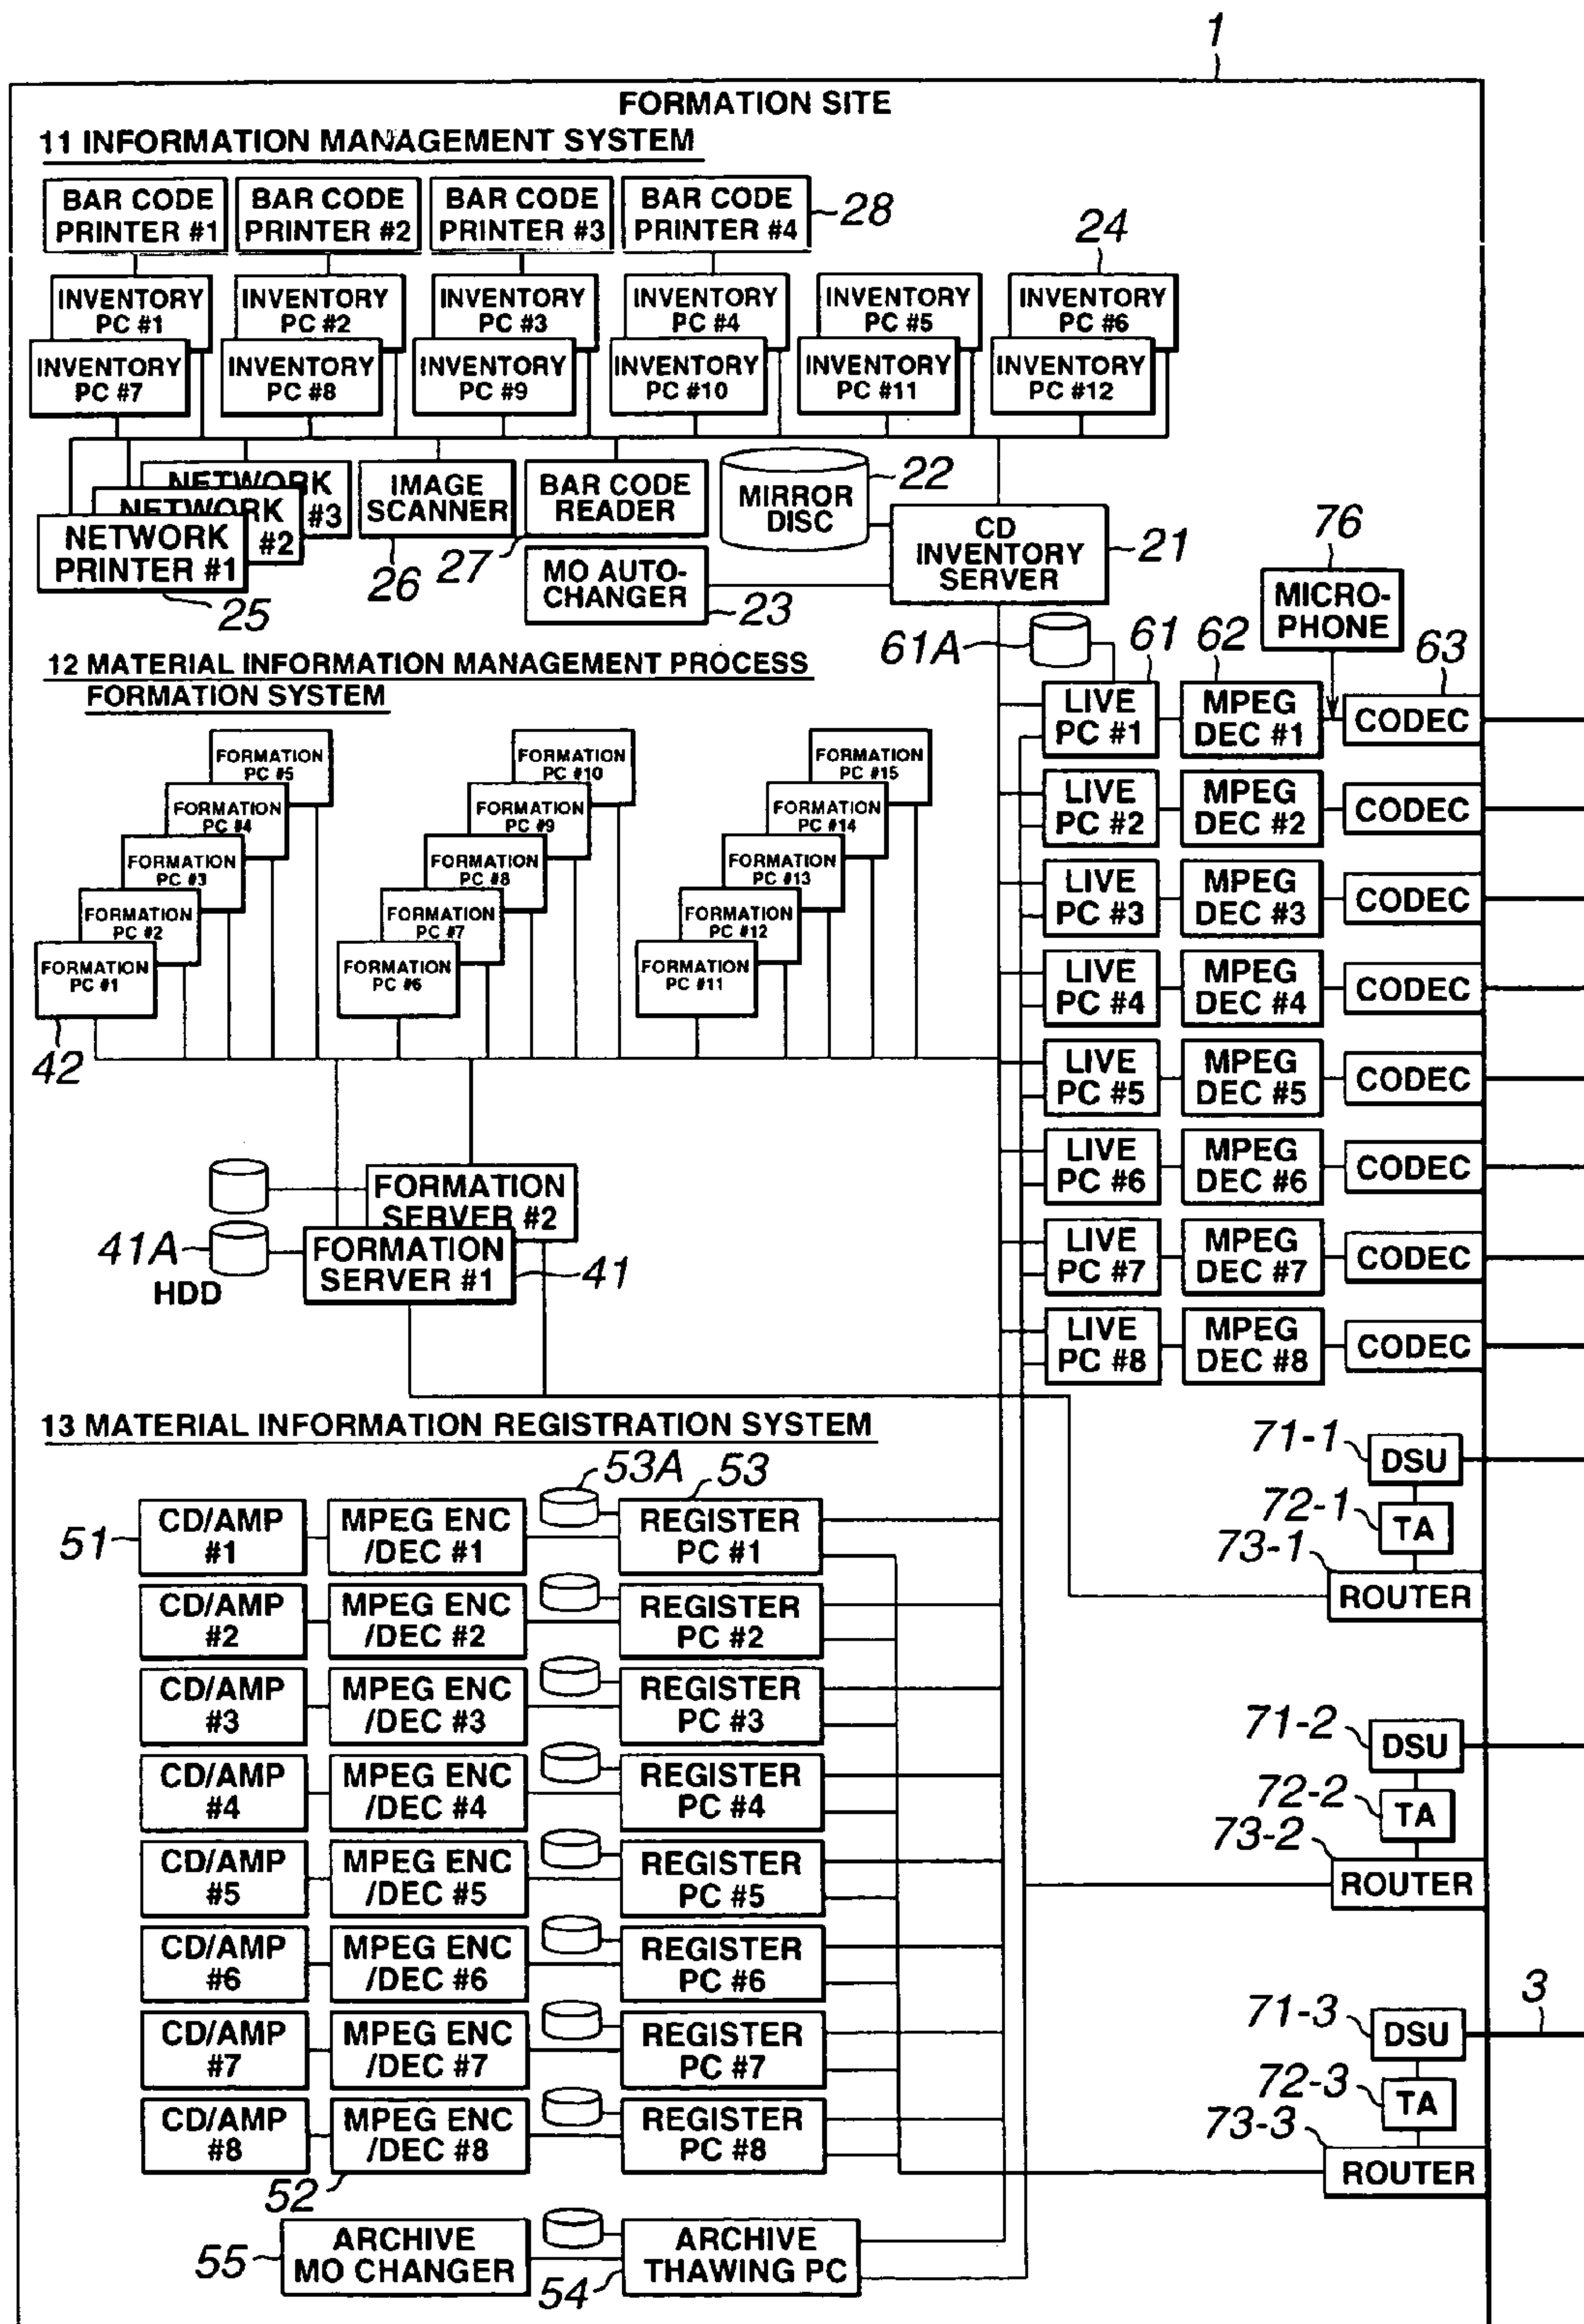 1
FORMATION SITE
11 INFORMATION MANAGEMENT SYSTEM
BAR CODE
PRINTER #1
BAR CODE
PRINTER #2
BAR CODE
PRINTER #3
BAR CODE
PRINTER #4
28
24
INVENTORY
PC #1
INVENTORY
PC #2
INVENTORY
PC #3
INVENTORY
PC #4
INVENTORY
PC #5
INVENTORY
PC #6
INVENTORY
PC #7
INVENTORY
PC #8
INVENTORY
PC #9
INVENTORY
PC #10
INVENTORY
PC #11
INVENTORY
PC #12
NETWORK
#3
NETWORK
#2
NETWORK
PRINTER #1
25
IMAGE
SCANNER
26
BAR CODE
READER
27
MO AUTO-
CHANGER
23
MIRROR
DISC
22
CD
INVENTORY
SERVER
21
76
MICRO-
PHONE
61A
61
62
63
12 MATERIAL INFORMATION MANAGEMENT PROCESS
FORMATION SYSTEM
LIVE
PC #1
MPEG
DEC #1
CODEC
LIVE
PC #2
MPEG
DEC #2
CODEC
LIVE
PC #3
MPEG
DEC #3
CODEC
LIVE
PC #4
MPEG
DEC #4
CODEC
LIVE
PC #5
MPEG
DEC #5
CODEC
LIVE
PC #6
MPEG
DEC #6
CODEC
LIVE
PC #7
MPEG
DEC #7
CODEC
LIVE
PC #8
MPEG
DEC #8
CODEC
FORMATION
PC #5
FORMATION
PC #4
FORMATION
PC #3
FORMATION
PC #2
FORMATION
PC #1
42
FORMATION
PC #10
FORMATION
PC #9
FORMATION
PC #8
FORMATION
PC #7
FORMATION
PC #6
FORMATION
PC #15
FORMATION
PC #14
FORMATION
PC #13
FORMATION
PC #12
FORMATION
PC #11
FORMATION
SERVER #2
41A
HDD
FORMATION
SERVER #1
41
13 MATERIAL INFORMATION REGISTRATION SYSTEM
71-1
DSU
72-1
TA
73-1
ROUTER
53A
53
51
CD/AMP
#1
MPEG ENC
/DEC #1
REGISTER
PC #1
CD/AMP
#2
MPEG ENC
/DEC #2
REGISTER
PC #2
CD/AMP
#3
MPEG ENC
/DEC #3
REGISTER
PC #3
71-2
DSU
72-2
TA
73-2
ROUTER
CD/AMP
#4
MPEG ENC
/DEC #4
REGISTER
PC #4
CD/AMP
#5
MPEG ENC
/DEC #5
REGISTER
PC #5
CD/AMP
#6
MPEG ENC
/DEC #6
REGISTER
PC #6
CD/AMP
#7
MPEG ENC
/DEC #7
REGISTER
PC #7
CD/AMP
#8
MPEG ENC
/DEC #8
REGISTER
PC #8
52
71-3
DSU
3
72-3
TA
73-3
ROUTER
55
ARCHIVE
MO CHANGER
54
ARCHIVE
THAWING PC